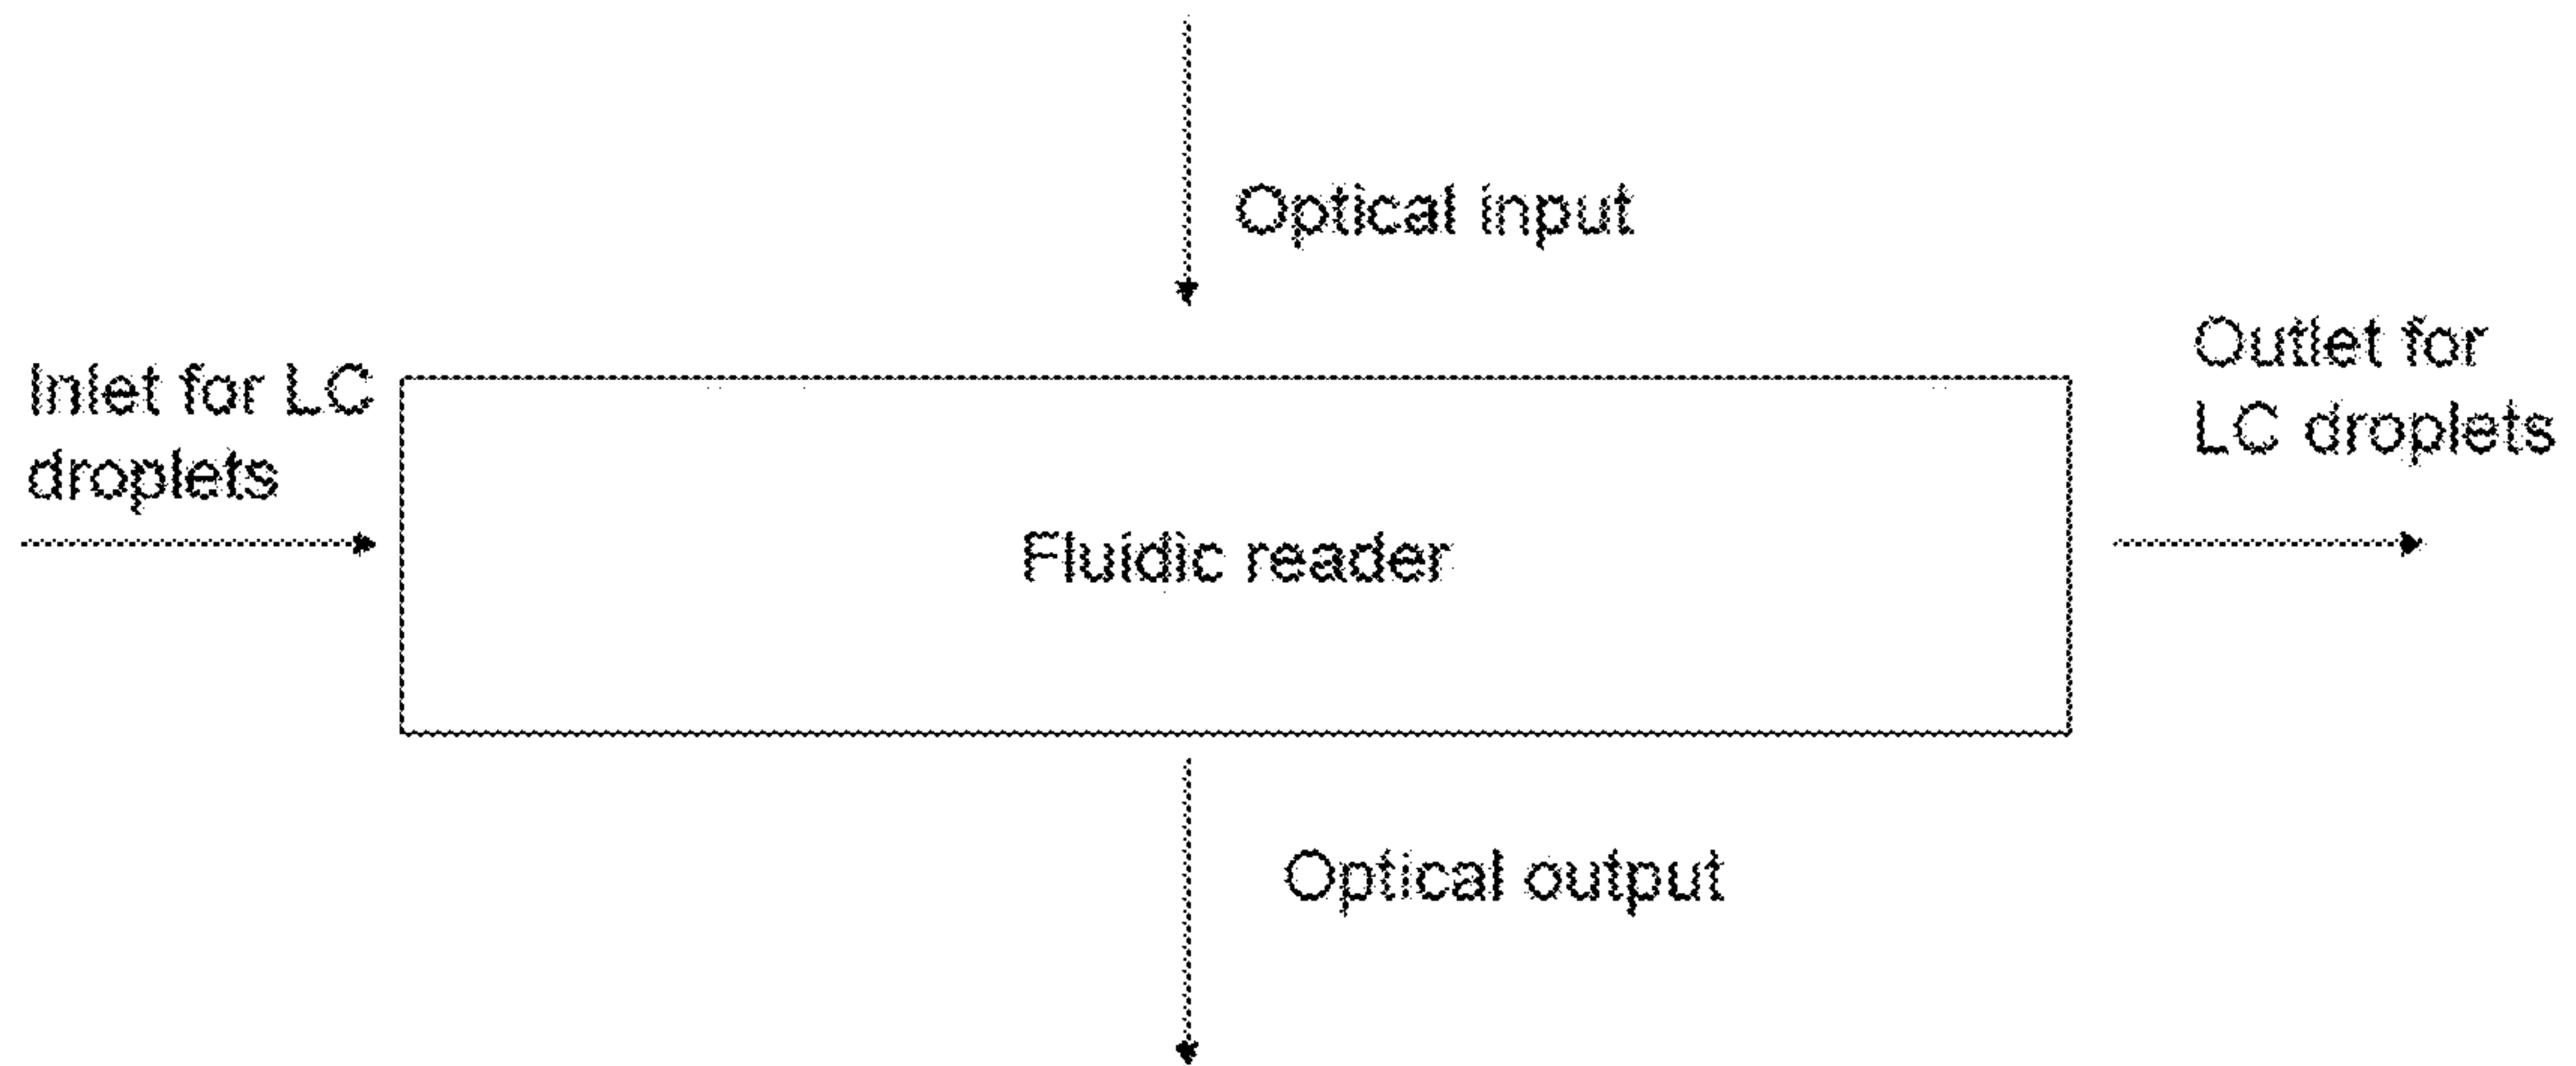 Optical input
Inlet for LC
droplets
Outlet for
LC droplets
Fluidic reader
Optical output